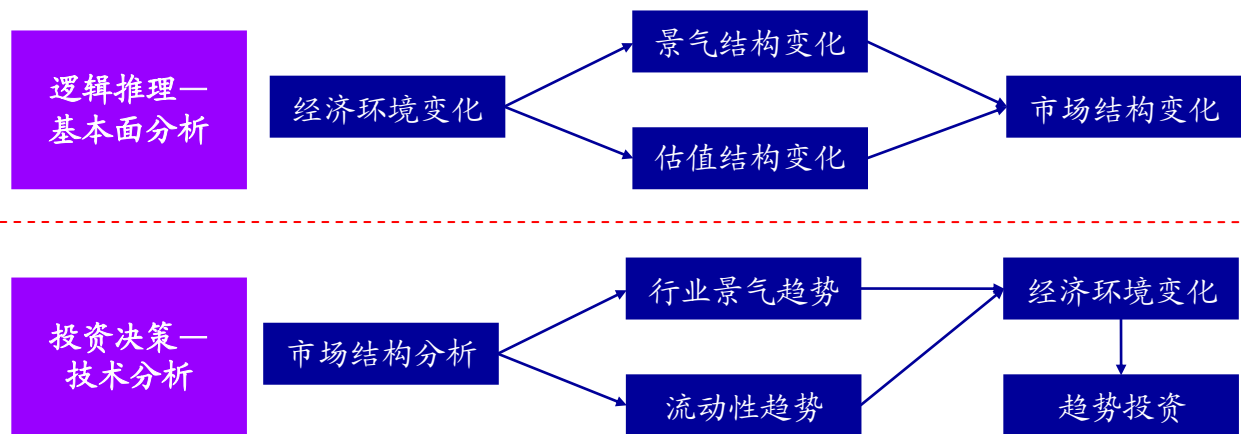 逻辑推理—
基本面分析
经济环境变化
景气结构变化
估值结构变化
市场结构变化
投资决策—
技术分析
市场结构分析
行业景气趋势
流动性趋势
经济环境变化
趋势投资